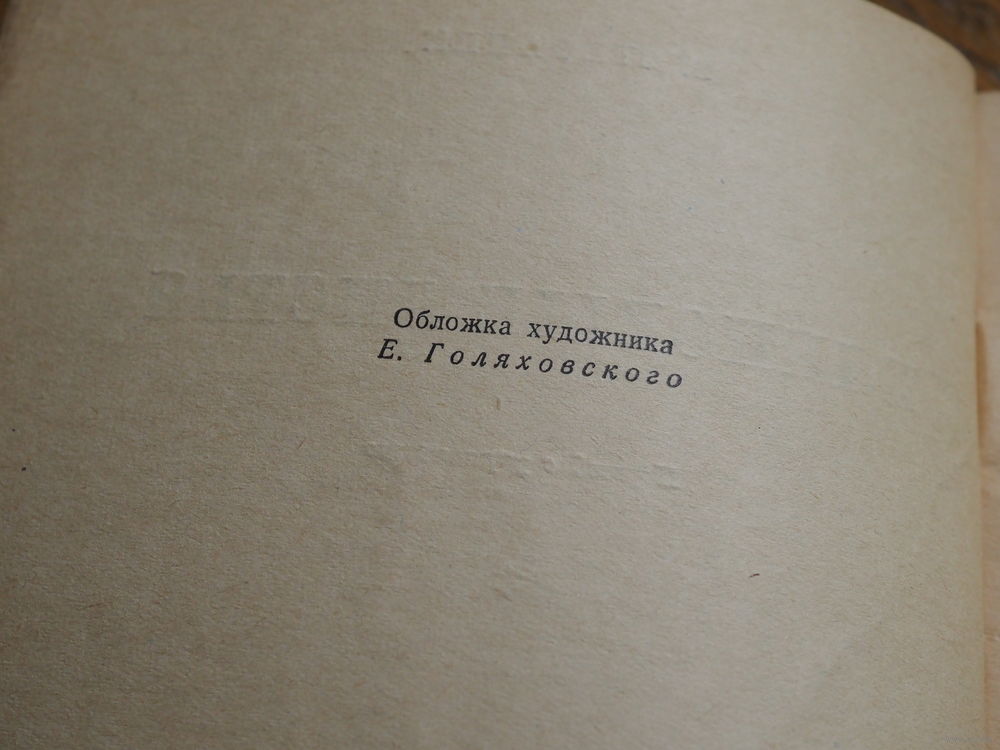 Обложка художника
Е. Голяховского